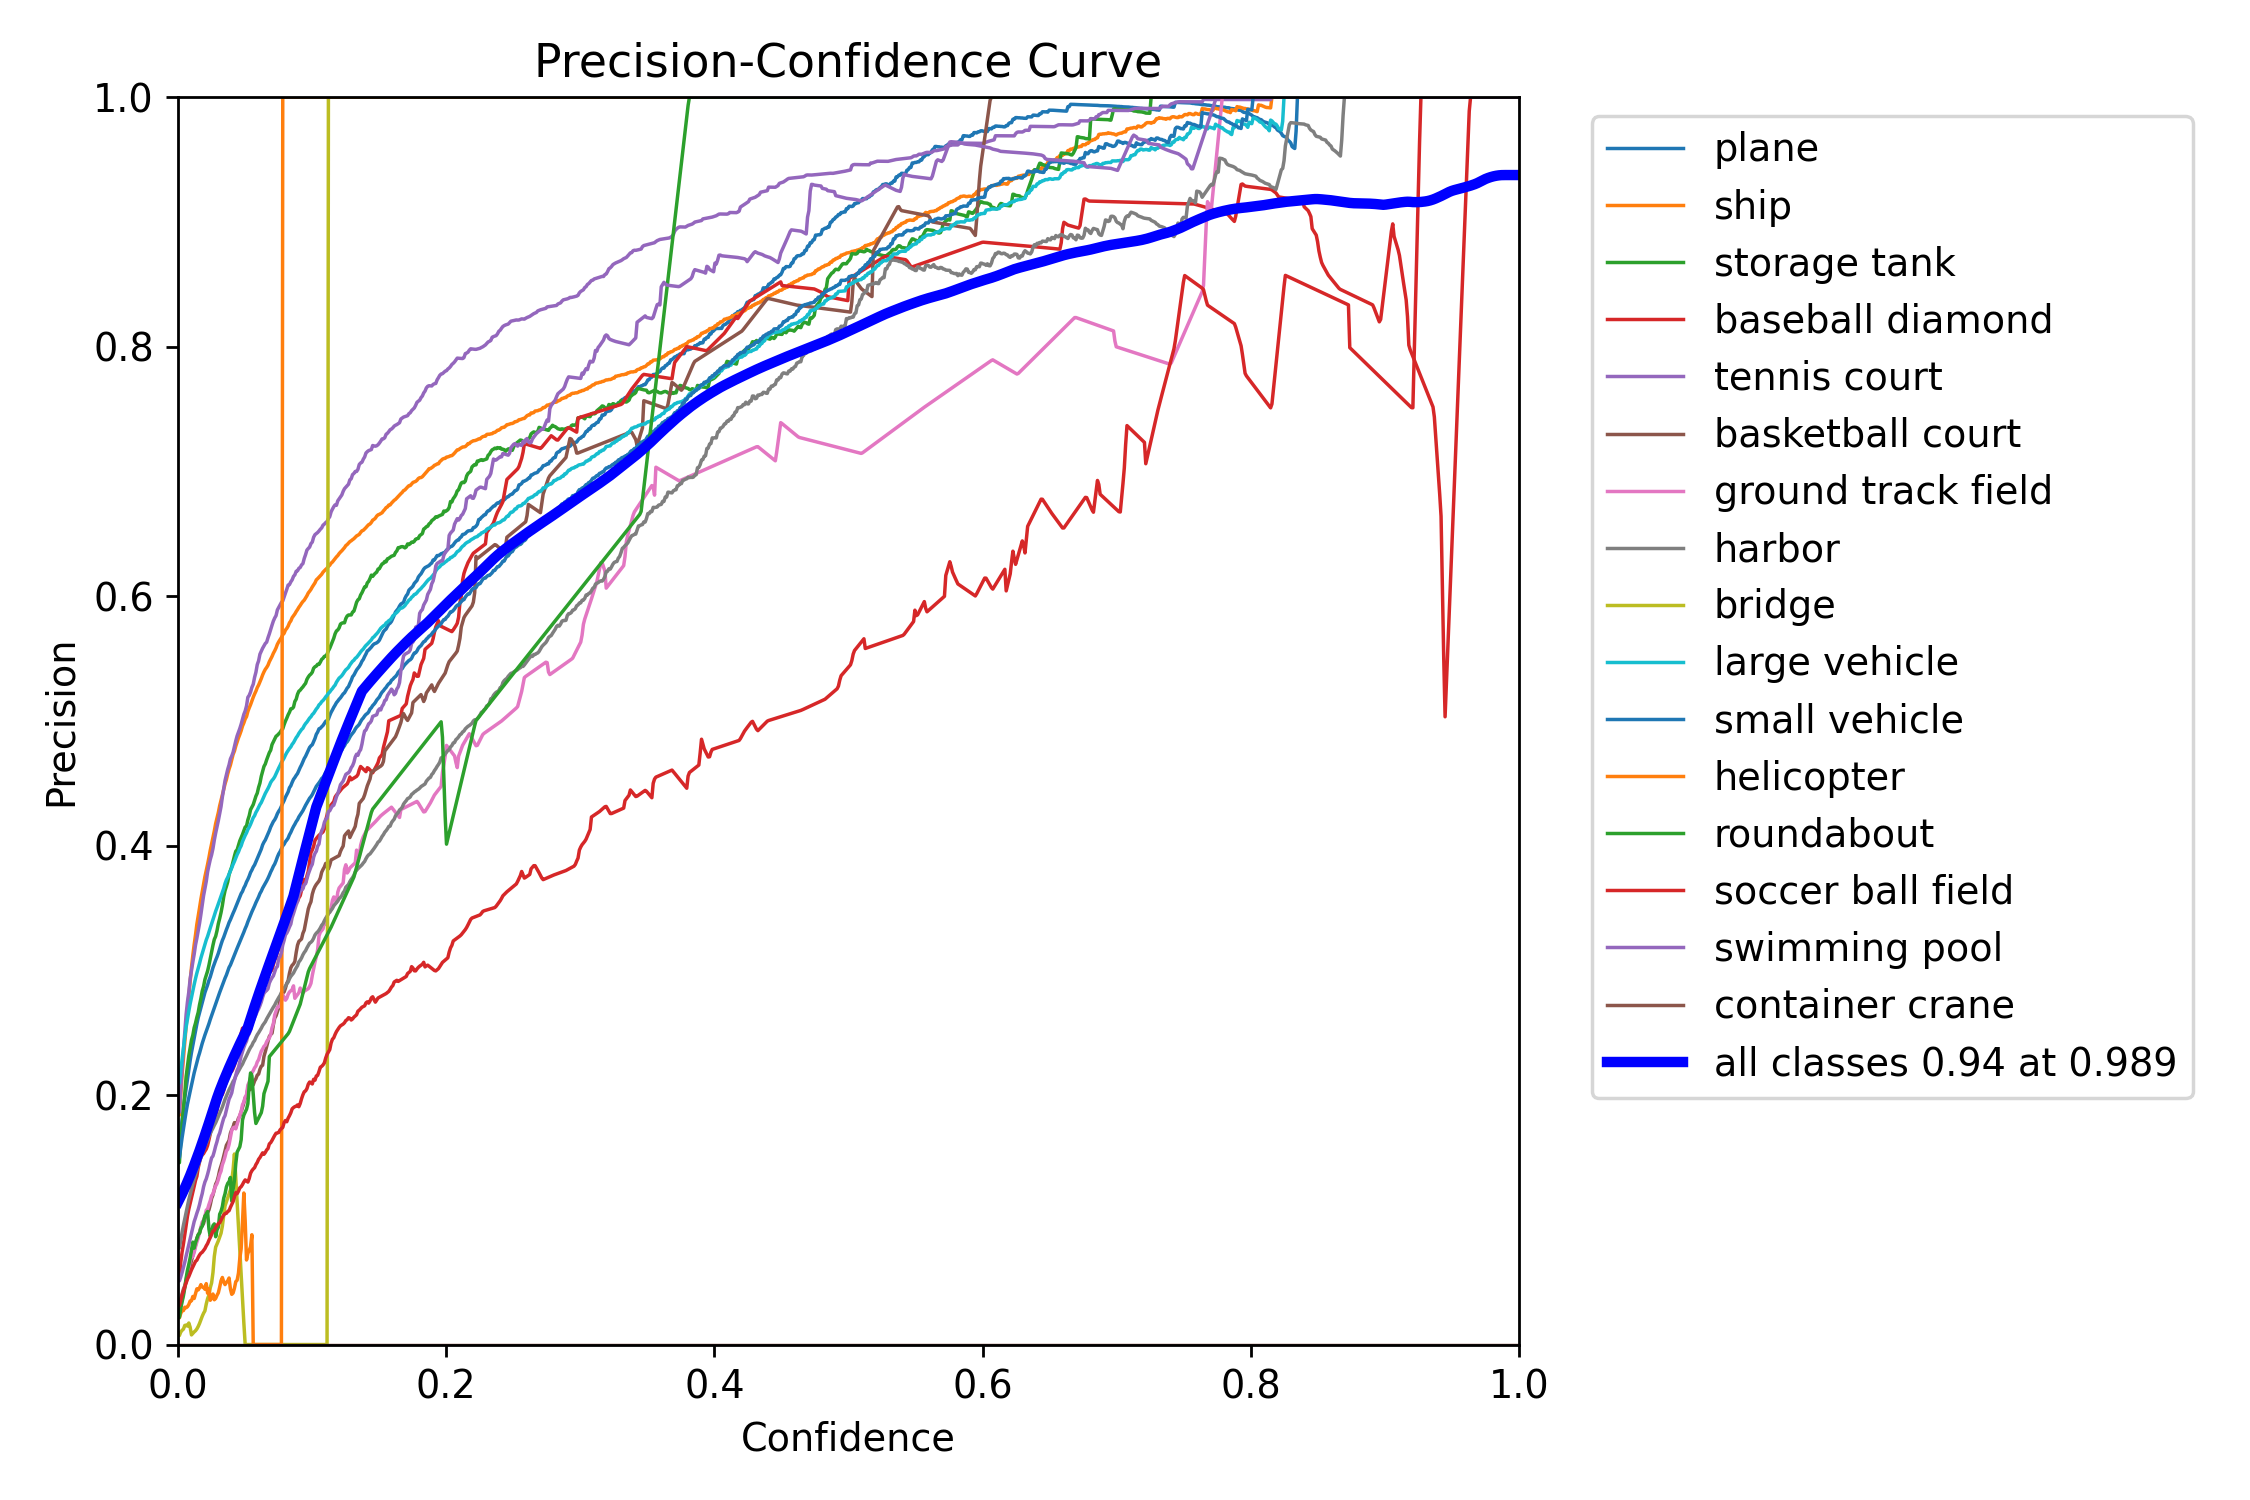 Precision-Confidence Curve
1.0
0.8
0.6
0.4
0.2
0.0
Precision
0.0 0.2 0.4 0.6 0.8 1.0
Confidence
plane
ship
storage tank
baseball diamond
tennis court
basketball court
ground track field
harbor
bridge
large vehicle
small vehicle
helicopter
roundabout
soccer ball field
swimming pool
container crane
all classes 0.94 at 0.989